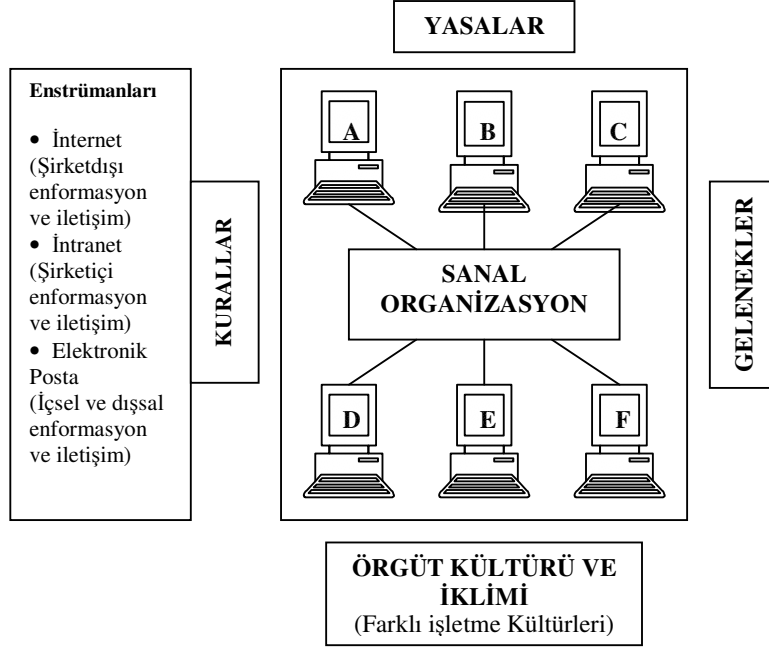 YASALAR
Enstrümanları
• İnternet
(Şirketdışı
enformasyon
ve iletişim)
• İntranet
(Şirketiçi
enformasyon
ve iletişim)
• Elektronik
Posta
(İçsel ve dışsal
enformasyon
ve iletişim)
KURALLAR
A
B
C
SANAL
ORGANİZASYON
D
E
F
GELENEKLER
ÖRGÜT KÜLTÜRÜ VE
İKLİMİ
(Farklı işletme Kültürleri)